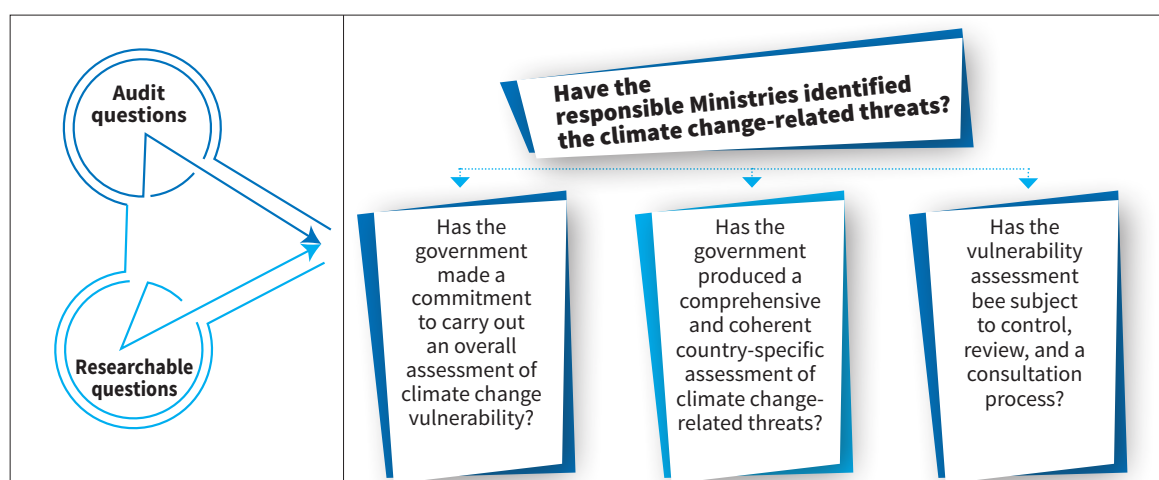 Audit
questions
Researchable
questions
Have the
responsible Ministries identified
the climate change-related threats?
Has the
government
made a
commitment
to carry out
an overall
assessment of
climate change
vulnerability?
Has the
government
produced a
comprehensive
and coherent
country-specific
assessment of
climate change-
related threats?
Has the
vulnerability
assessment
bee subject
to control,
review, and a
consultation
process?